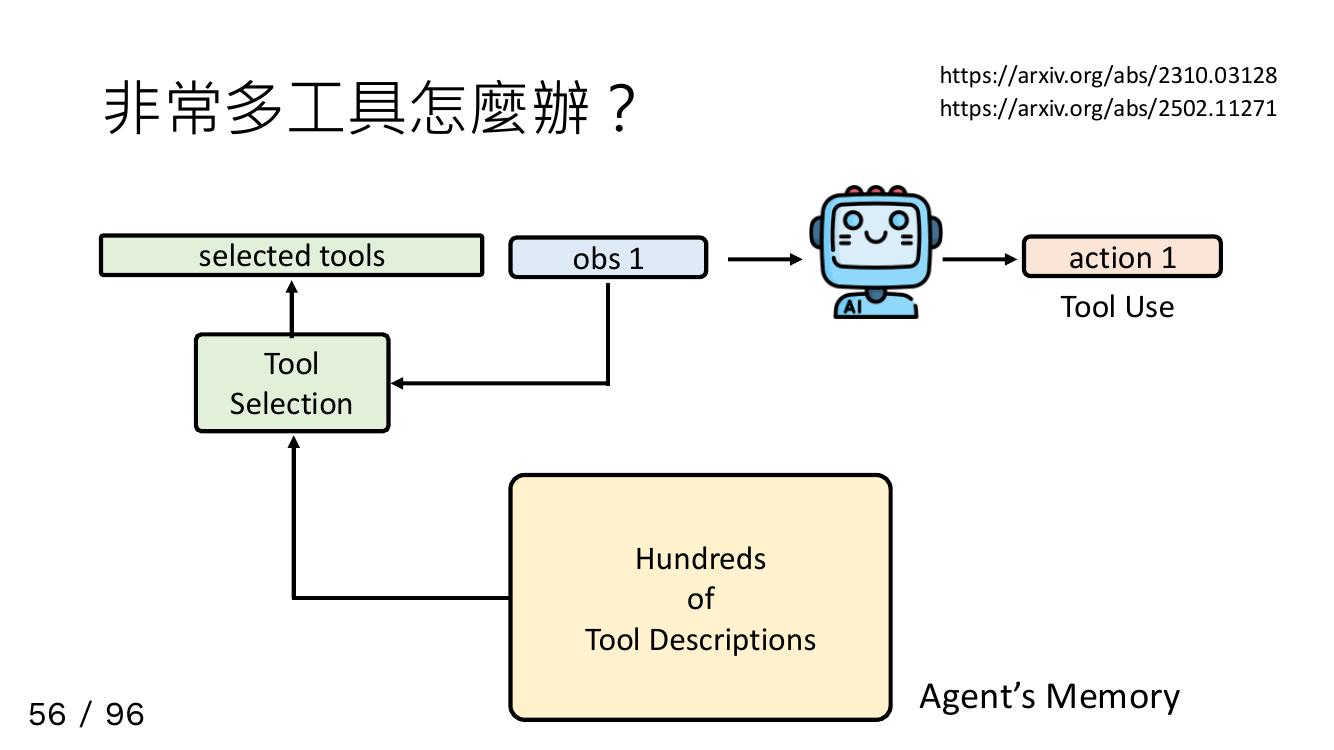 非常多工具怎麼辦？
https://arxiv.org/abs/2310.03128
https://arxiv.org/abs/2502.11271
selected tools
obs 1
AI
action 1
Tool Use
Tool
Selection
Hundreds
of
Tool Descriptions
Agent’s Memory
56 / 96